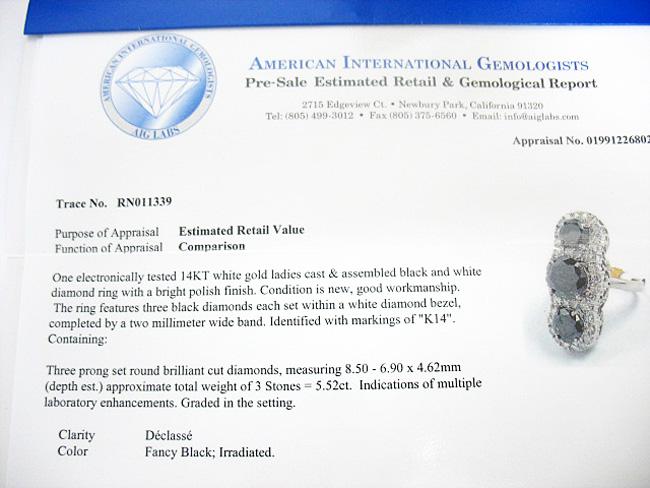 AMERICAN INTERNATIONAL GEMOLOGISTS
AIG LABS
AMERICAN INTERNATIONAL GEMOLOGISTS
Pre-Sale Estimated Retail & Gemological Report
2715 Edgeview Ct. • Newbury Park, California 91320
Tel: (805) 499-3012 • Fax (805) 375-6560 • Email: info@aiglabs.com
Appraisal No. 01991226802
Trace No. RN011339
Purpose of Appraisal Estimated Retail Value
Function of Appraisal Comparison
One electronically tested 14KT white gold ladies cast & assembled black and white
diamond ring with a bright polish finish. Condition is new, good workmanship.
The ring features three black diamonds each set within a white diamond bezel,
completed by a two millimeter wide band. Identified with markings of "K14".
Containing:
Three prong set round brilliant cut diamonds, measuring 8.50 - 6.90 x 4.62mm
(depth est.) approximate total weight of 3 Stones = 5.52ct. Indications of multiple
laboratory enhancements. Graded in the setting.
Clarity Déclassé
Color Fancy Black; Irradiated.